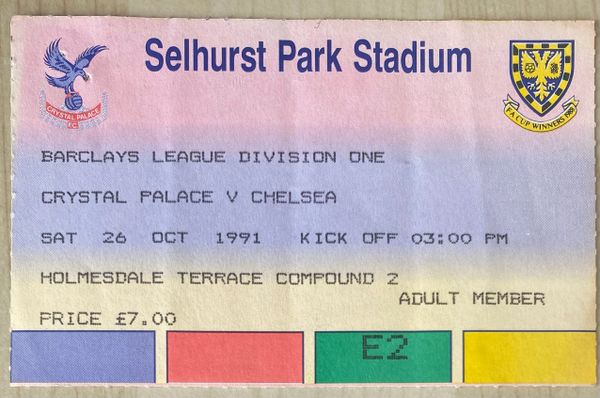 Selhurst Park Stadium
CRYSTAL PALACE
F.C.
F.A. CUP WINNERS 1988
BARCLAYS LEAGUE DIVISION ONE
CRYSTAL PALACE V CHELSEA
SAT 26 OCT 1991 KICK OFF 03:00 PM
HOLMESDALE TERRACE COMPOUND 2
ADULT MEMBER
PRICE £7.00
E2